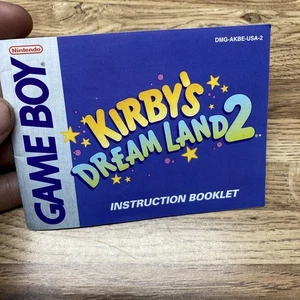 Nintendo
GAME BOY
DMG-AKBE-USA-2
KIRBY'S
DREAM LAND 2
INSTRUCTION BOOKLET